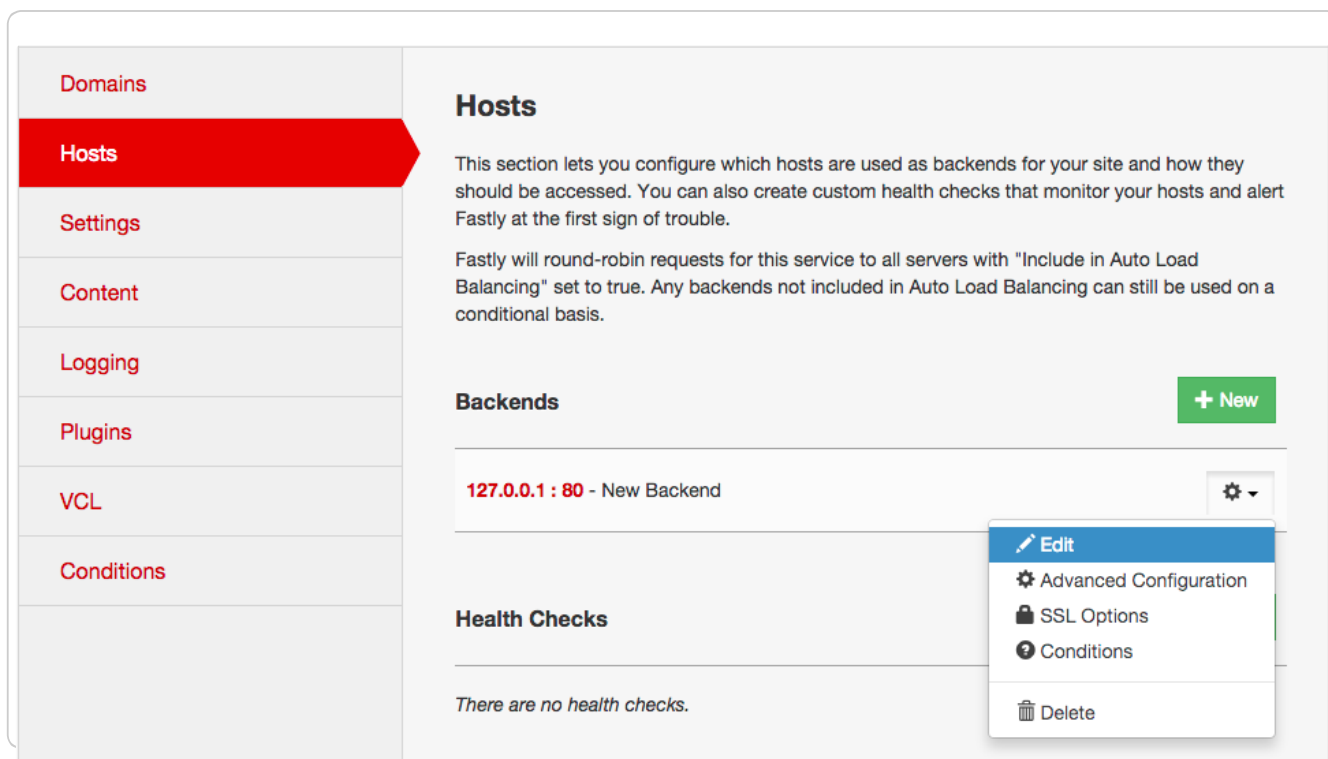 Domains
Hosts
Settings
Content
Logging
Plugins
VCL
Conditions
Hosts
This section lets you configure which hosts are used as backends for your site and how they
should be accessed. You can also create custom health checks that monitor your hosts and alert
Fastly at the first sign of trouble.
Fastly will round-robin requests for this service to all servers with "Include in Auto Load
Balancing" set to true. Any backends not included in Auto Load Balancing can still be used on a
conditional basis.
Backends
New
127.0.0.1 : 80 - New Backend
Edit
Advanced Configuration
SSL Options
Conditions
Delete
Health Checks
There are no health checks.